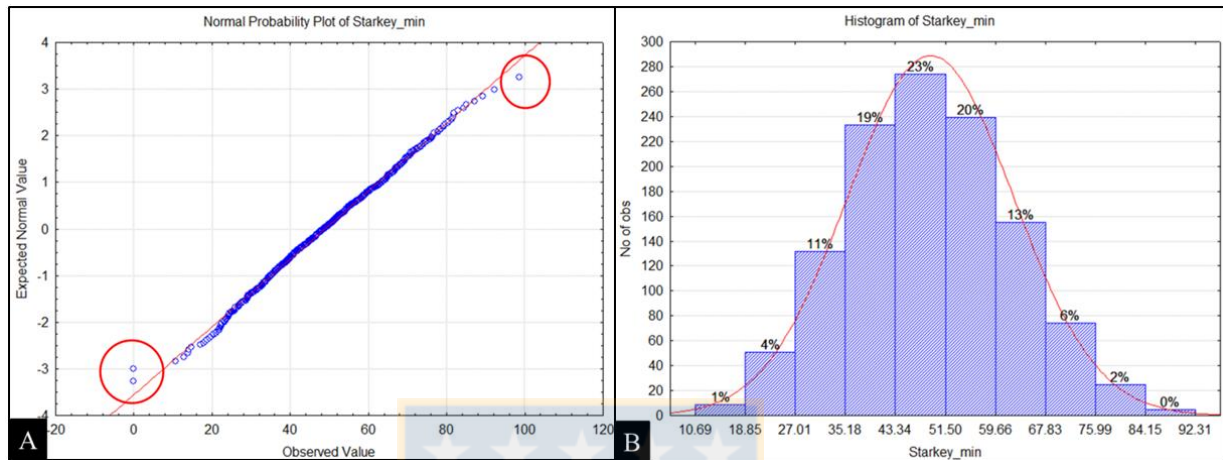 Normal Probability Plot of Starkey_min
4
3
2
1
0
-1
-2
-3
-4
-20 0 20 40 60 80 100 120
Expected Normal Value
Observed Value
A
Histogram of Starkey_min
300
280
260
240
220
200
180
160
140
120
100
80
60
40
20
0
1% 4% 11% 19% 23% 20% 13% 6% 2% 0%
10.69 18.85 27.01 35.18 43.34 51.50 59.66 67.83 75.99 84.15 92.31
No of obs
Starkey_min
B